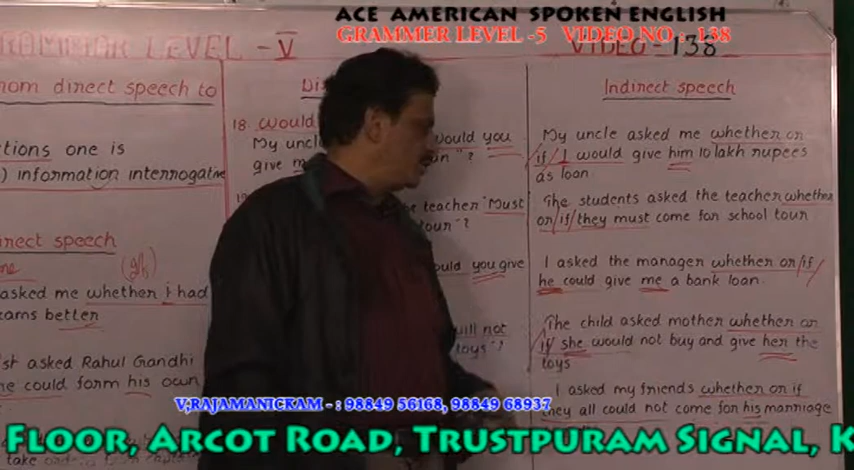 ACE AMERICAN SPOKEN ENGLISH
GRAMMER LEVEL -5 VIDEO NO : - 138
LEVEL - V
VIDEO - 138
from direct speech to
ctions one is
) information interrogative
irect speech
asked me whether i had
exams better
st asked Rahul Gandhi
he could form his own
18. would
My uncle would you
give
e teacher "Must
tour"?
ould you give
will not
toys"?
Indirect speech
My uncle asked me whether or
if/ I would give him 10 lakh rupees
as loan
The students asked the teacher whether
or/if/they must come for school tour
I asked the manager whether or/if/
he could give me a bank loan.
The child asked mother whether or
if she would not buy and give her the
toys
I asked my friends whether or if
they all could not come for his marriage
V,RAJAMANICKAM - : 98849 56168, 98849 68937
FLOOR, ARCOT ROAD, TRUSTPURAM SIGNAL, K